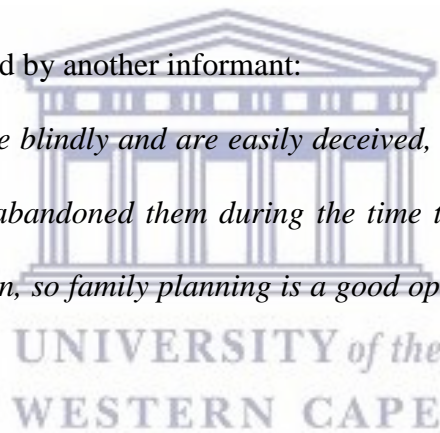 d by another informant:
e blindly and are easily deceived,
abandoned them during the time t
n, so family planning is a good op
UNIVERSITY of the
WESTERN CAPE